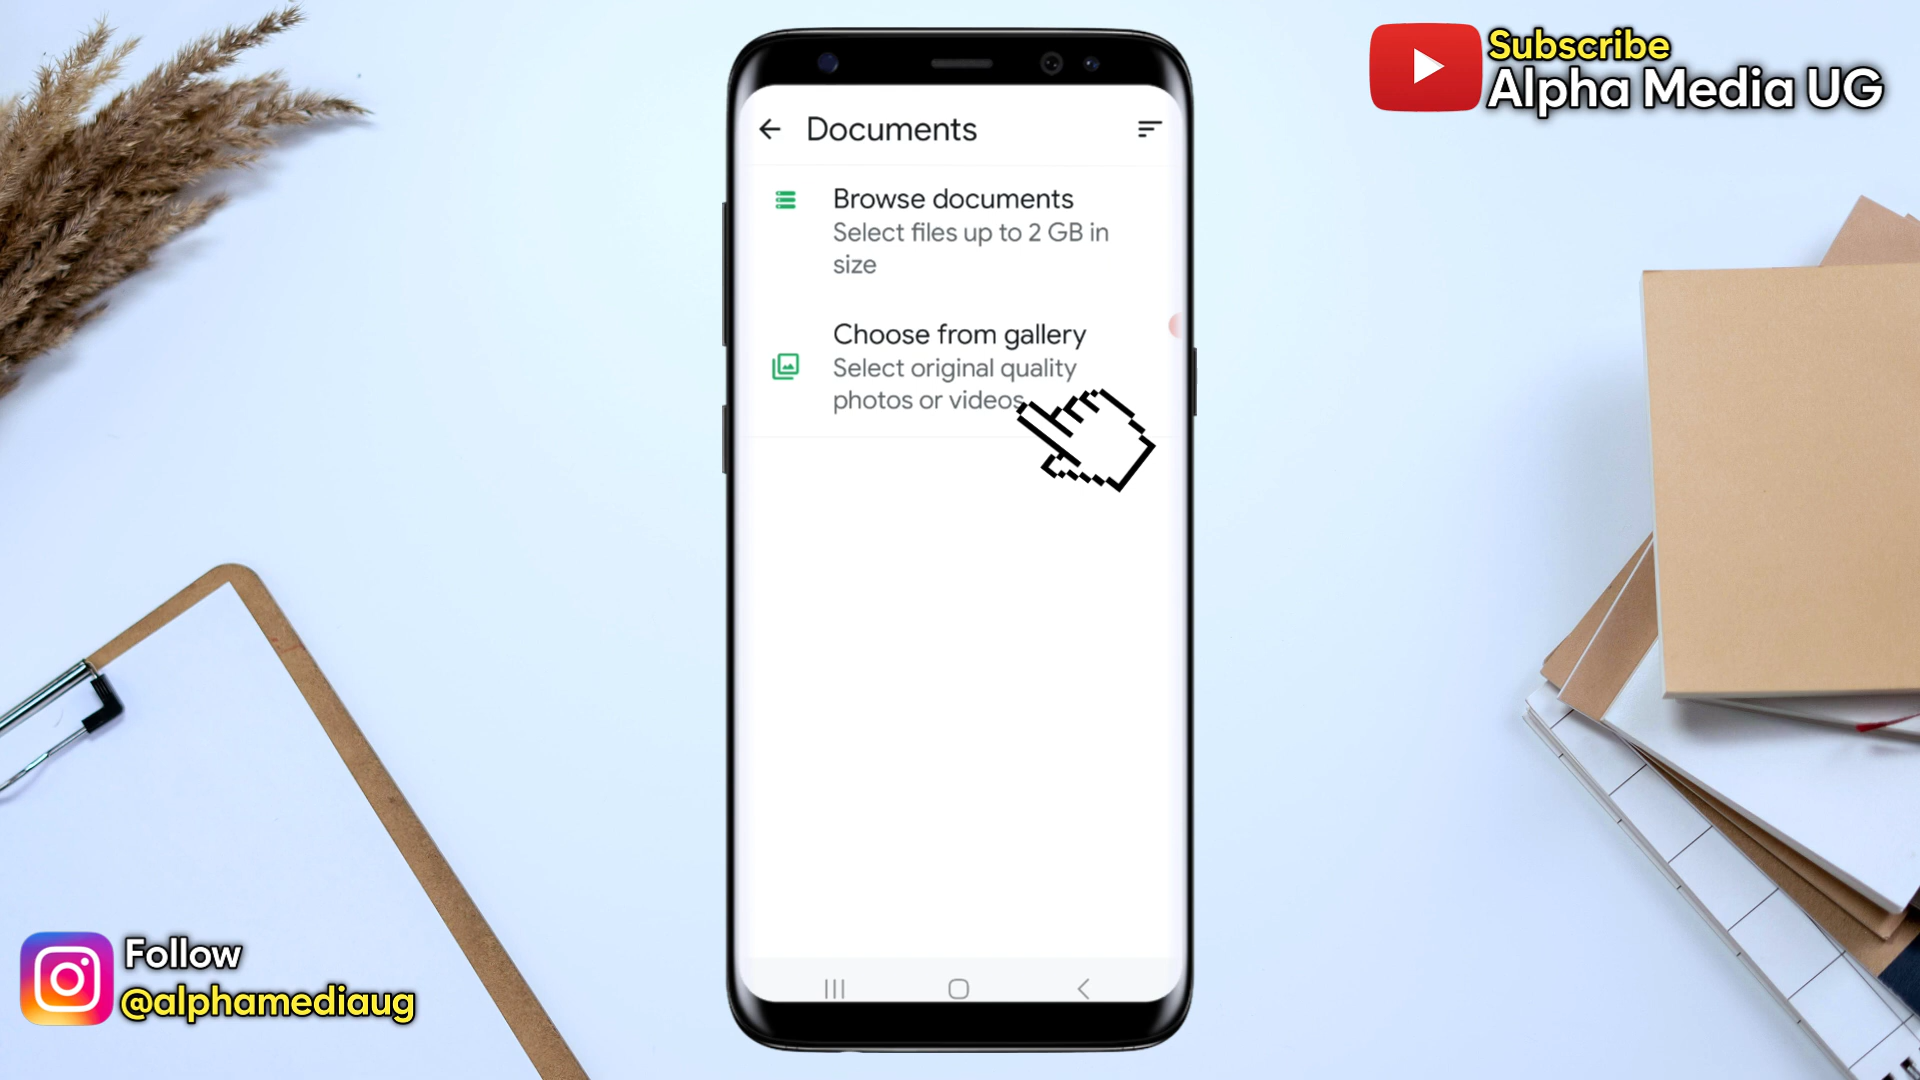 Subscribe
Alpha Media UG
Documents
Browse documents
Select files up to 2 GB in
size
Choose from gallery
Select original quality
photos or videos
Follow
@alphamediaug